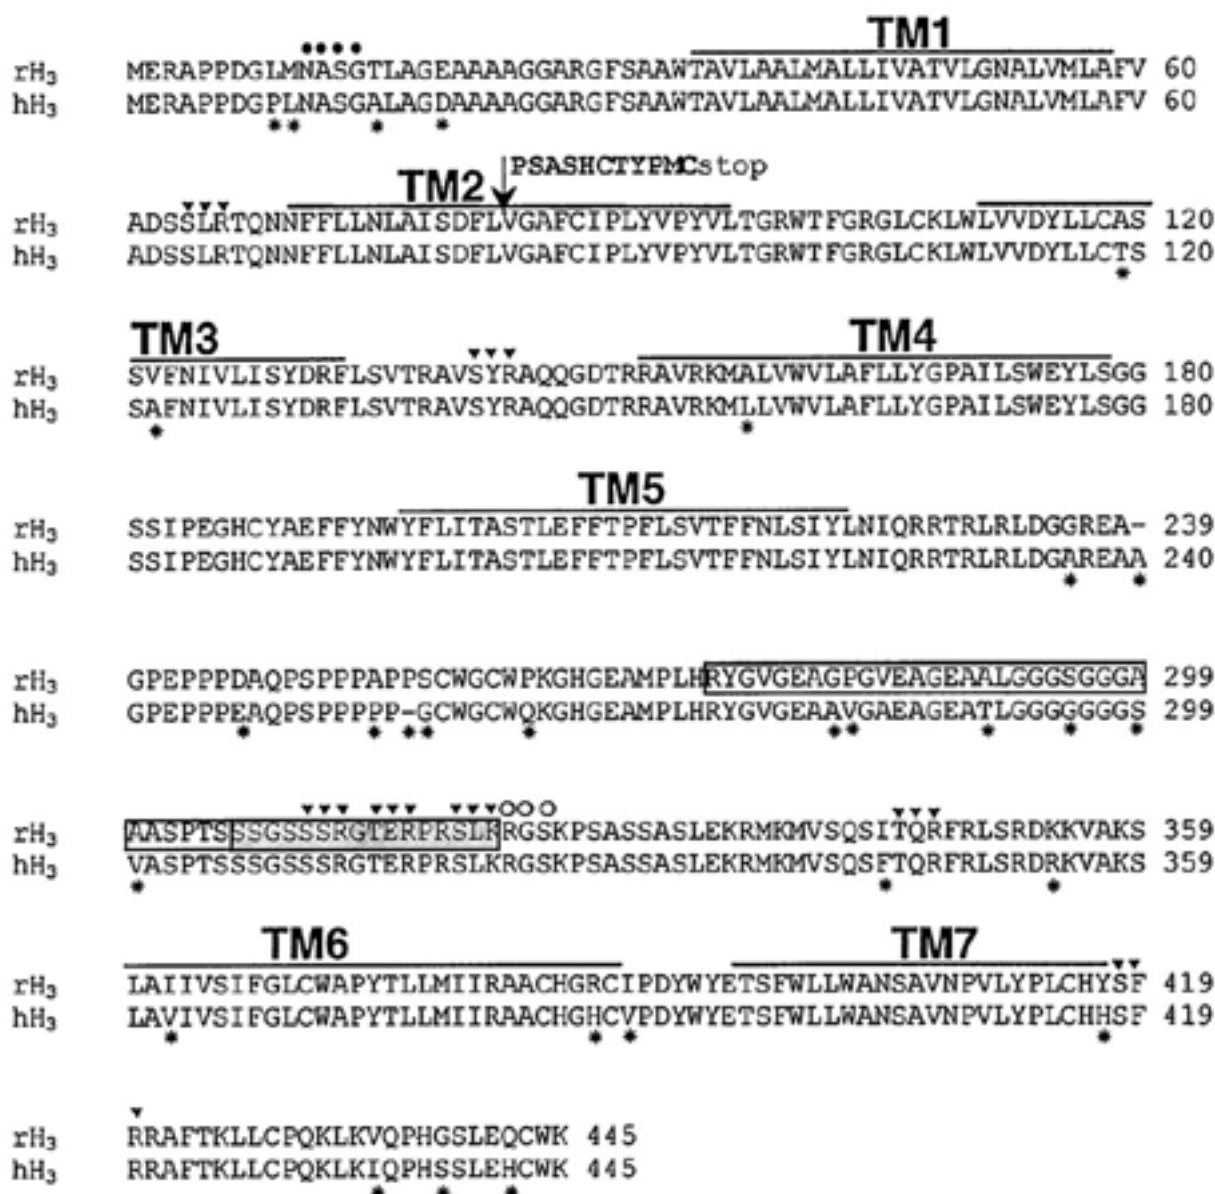 TM1
rH3 MERAPPDGLMNASGTLAGEAAAAGGARGFSAAWTAVLAALMALLIVATVLGNALVMLAFV 60
hH3 MERAPPDGPLNASGALAGDAAAAGGARGFSAAWTAVLAALMALLIVATVLGNALVMLAFV 60
TM2 PSASHCTYPMCstop
rH3 ADSSLRTQNNFFLLNLAISDFLVGAFCIPLYVPYVLTGRWTFGRGLCKLWLVVDYLLCAS 120
hH3 ADSSLRTQNNFFLLNLAISDFLVGAFCIPLYVPYVLTGRWTFGRGLCKLWLVVDYLLCTS 120
TM3 TM4
rH3 SVFNIVLISYDRFLSVTRAVSYRAQQGDTRRAVRKMALVWVLAFLLYGPAILSWEYLSGG 180
hH3 SAFNIVLISYDRFLSVTRAVSYRAQQGDTRRAVRKMLLVWVLAFLLYGPAILSWEYLSGG 180
TM5
rH3 SSIPEGHCYAEFFYNWYFLITASTLEFFTPFLSVTFFNLSIYLNIQRRTRLRLDGGREA- 239
hH3 SSIPEGHCYAEFFYNWYFLITASTLEFFTPFLSVTFFNLSIYLNIQRRTRLRLDGAREAA 240
rH3 GPEPPPDAQPSPPPAPPSCWGCWPKGHGEAMPLHRYGVGEAGPGVEAGEAALGGGSGGGA 299
hH3 GPEPPPEAQPSPPPPP-GCWGCWQKGHGEAMPLHRYGVGEAAVGAEAGEATLGGGGGGGS 299
rH3 AASPTSSSGSSSRGTERPRSLKRGSKPSASSASLEKRMKMVSQSITQRFRLSRDKKVAKS 359
hH3 VASPTSSSGSSSRGTERPRSLKRGSKPSASSASLEKRMKMVSQSFTQRFRLSRDRKVAKS 359
TM6 TM7
rH3 LAIIVSIFGLCWAPYTLLMIIRAACHGRCIPDYWYETSFWLLWANSAVNPVLYPLCHYSF 419
hH3 LAVIVSIFGLCWAPYTLLMIIRAACHGHCVPDYWYETSFWLLWANSAVNPVLYPLCHHSF 419
rH3 RRAFTKLLCPQKLKVQPHGSLEQCWK 445
hH3 RRAFTKLLCPQKLKIQPHSSLEHCWK 445